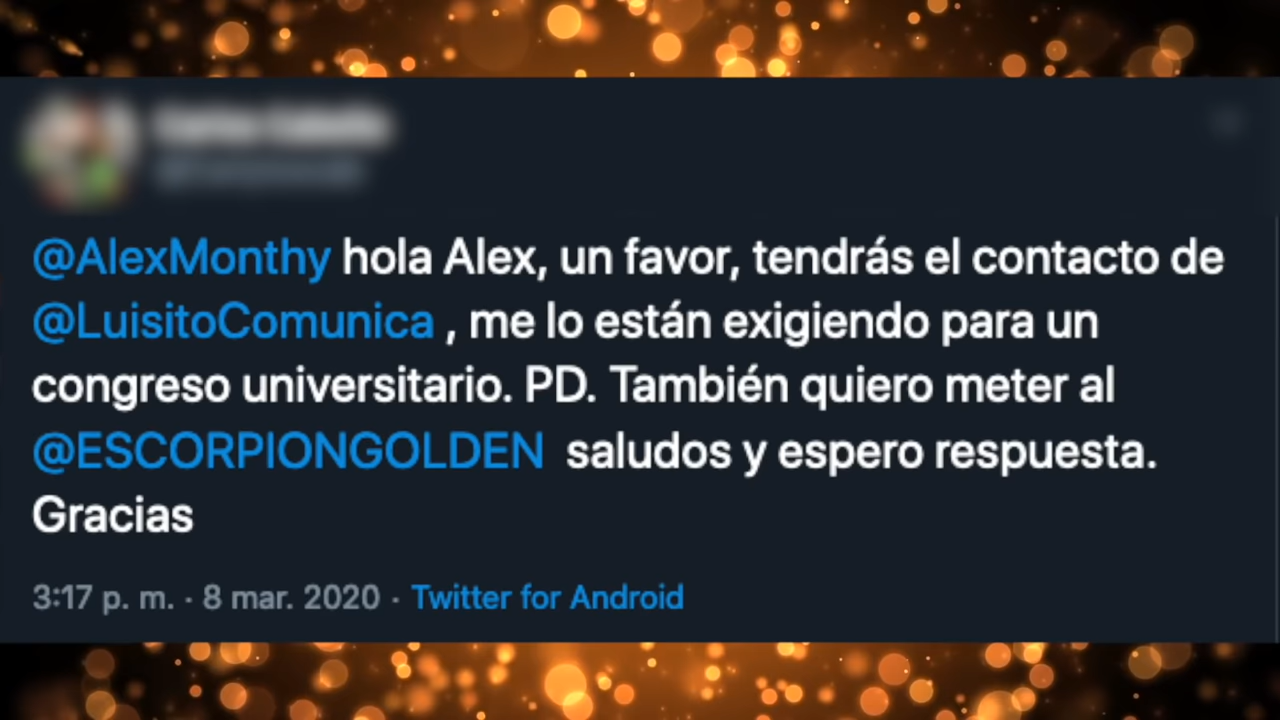 @AlexMonthy hola Alex, un favor, tendrás el contacto de
@LuisitoComunica , me lo están exigiendo para un
congreso universitario. PD. También quiero meter al
@ESCORPIONGOLDEN saludos y espero respuesta.
Gracias
3:17 p. m. · 8 mar. 2020 · Twitter for Android